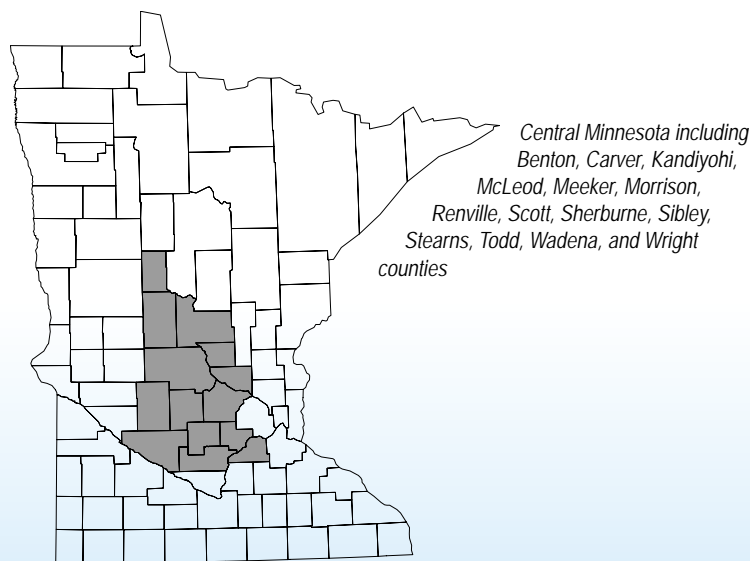 Central Minnesota including
Benton, Carver, Kandiyohi,
McLeod, Meeker, Morrison,
Renville, Scott, Sherburne, Sibley,
Stearns, Todd, Wadena, and Wright
counties